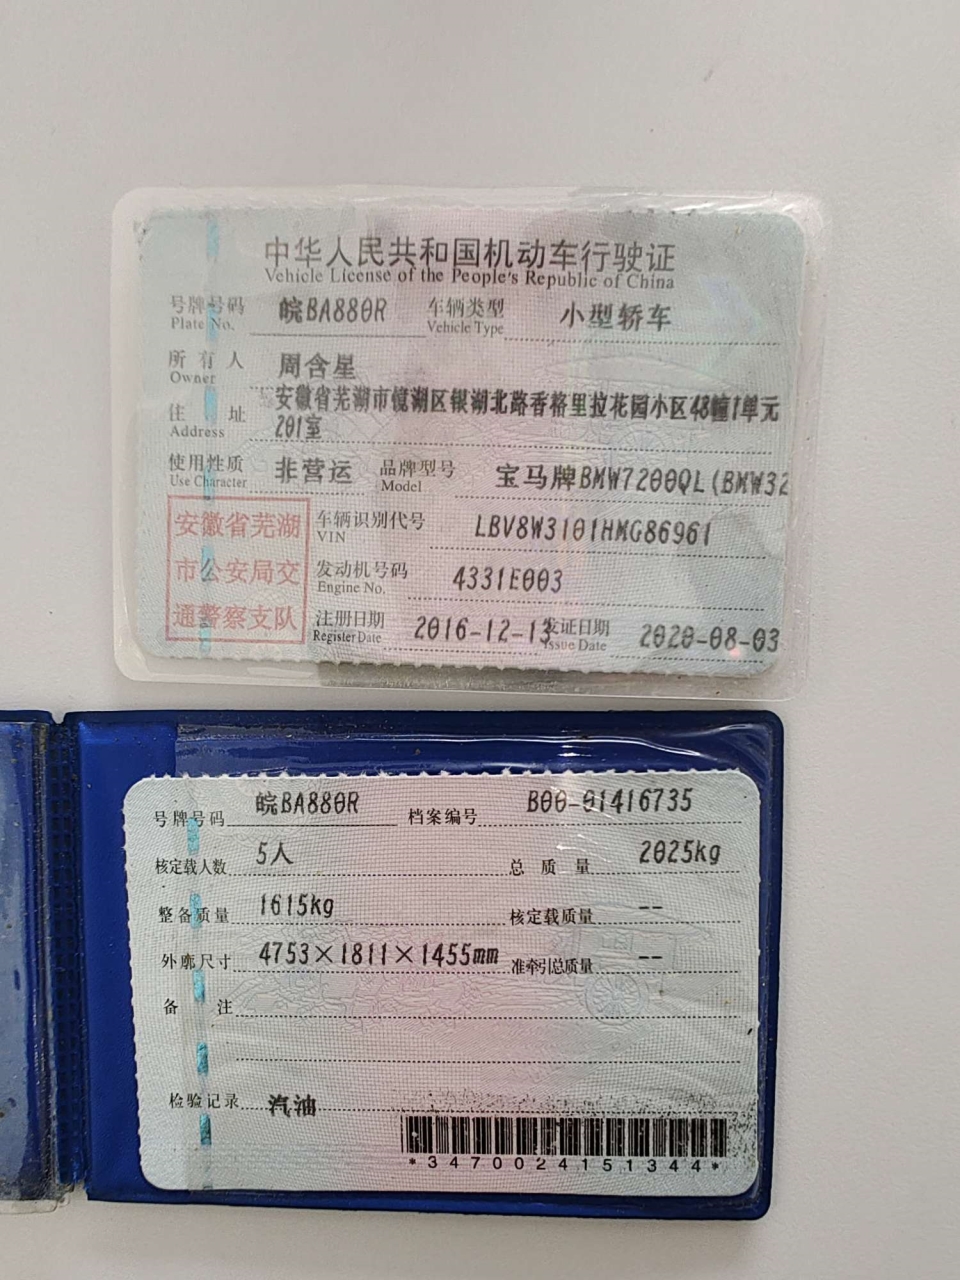 中华人民共和国机动车行驶证
Vehicle License of the People's Republic of China
号牌号码 皖BA880R 车辆类型 小型轿车
Plate No. Vehicle Type
所有人 周含星
Owner
住址 安徽省芜湖市镜湖区银湖北路香格里拉花园小区48幢1单元
Address 201室
使用性质 非营运 品牌型号 宝马牌BMW7200QL(BMW32
Use Character Model
安徽省芜湖 车辆识别代号 LBV8W3101HMG86961
VIN
市公安局交 发动机号码 4331E003
Engine No.
通警察支队 注册日期 2016-12-13 发证日期 2020-08-03
Register Date Issue Date
号牌号码 皖BA880R 档案编号 B00-01416735
核定载人数 5人 总质量 2025kg
整备质量 1615kg 核定载质量 --
外廓尺寸 4753×1811×1455mm 准牵引总质量 --
备注
检验记录 汽油
*3470024151344*